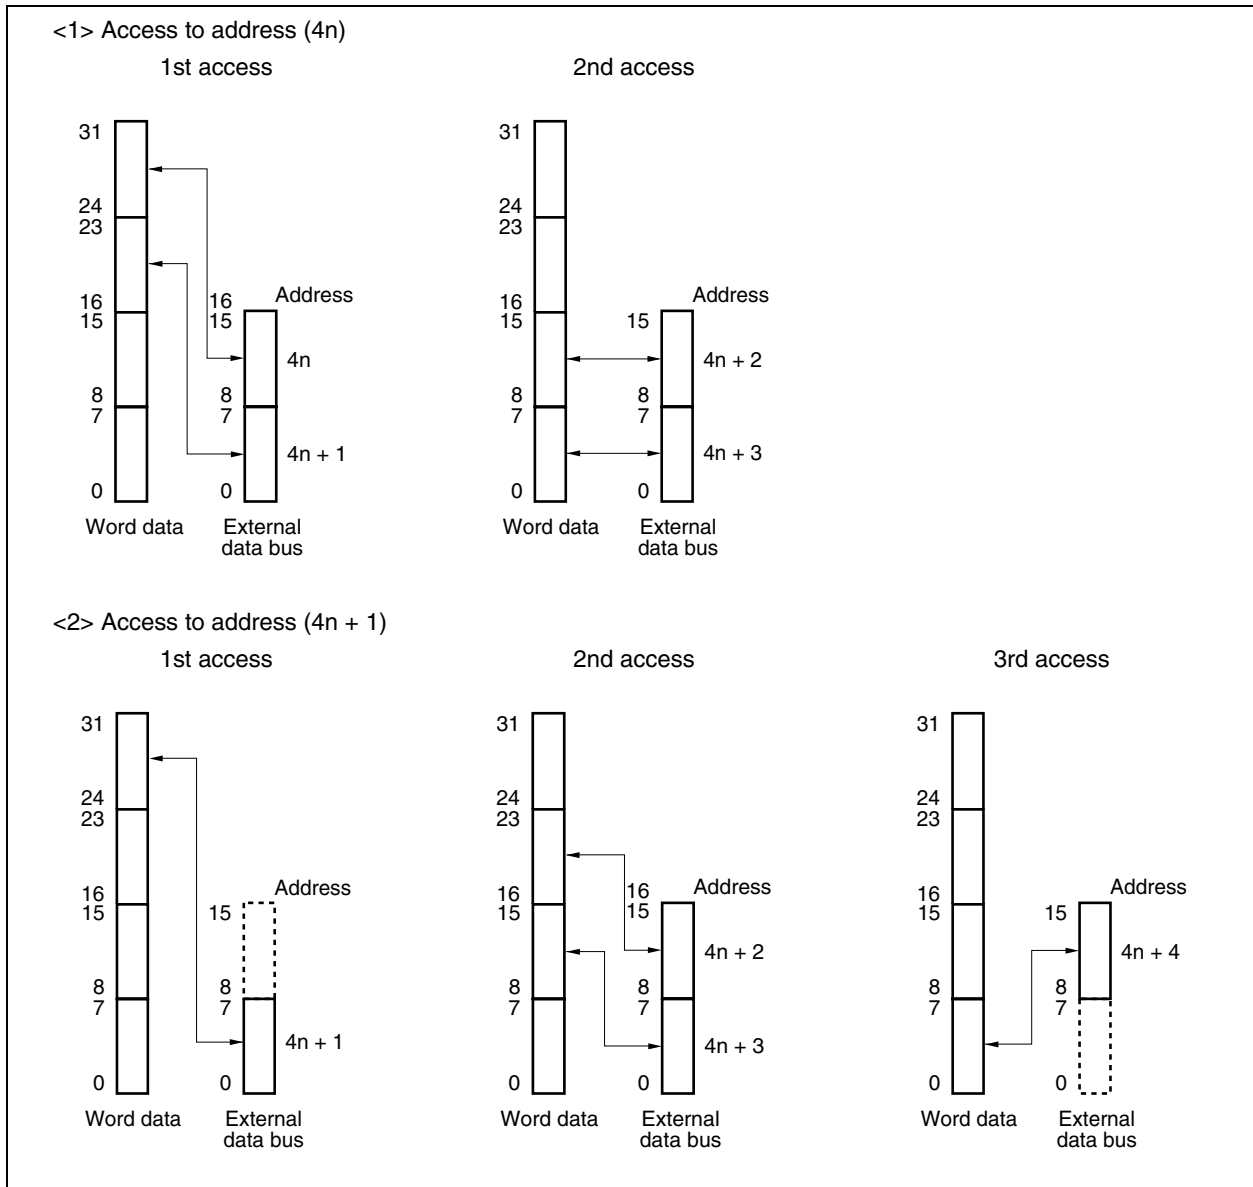 <1> Access to address (4n)
1st access
2nd access
31
24
23
16
15
8
7
0
16
15
8
7
0
Address
4n
4n + 1
Word data
External
data bus
31
24
23
16
15
8
7
0
15
8
7
0
Address
4n + 2
4n + 3
Word data
External
data bus
<2> Access to address (4n + 1)
1st access
2nd access
3rd access
31
24
23
16
15
8
7
0
15
8
7
0
Address
4n + 1
Word data
External
data bus
31
24
23
16
15
8
7
0
16
15
8
7
0
Address
4n + 2
4n + 3
Word data
External
data bus
31
24
23
16
15
8
7
0
15
8
7
0
Address
4n + 4
Word data
External
data bus